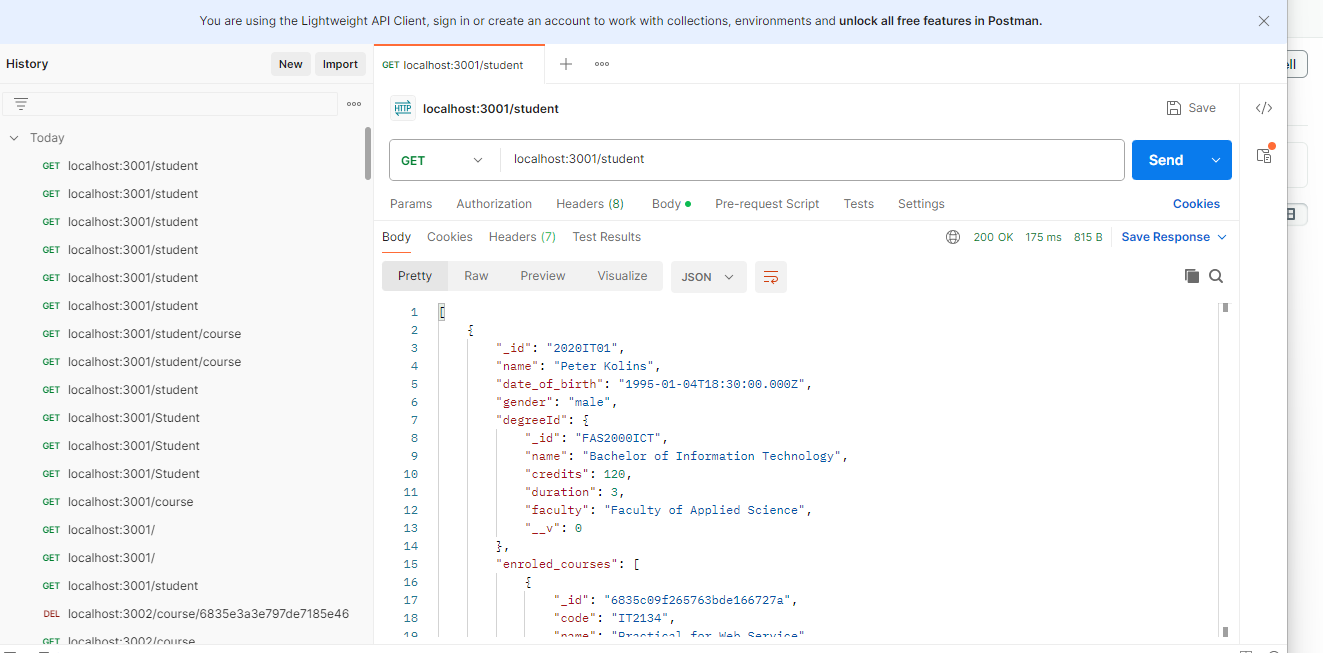 You are using the Lightweight API Client, sign in or create an account to work with collections, environments and unlock all free features in Postman.
History
New
Import
GET localhost:3001/student
Today
GET localhost:3001/student
GET localhost:3001/student
GET localhost:3001/student
GET localhost:3001/student
GET localhost:3001/student
GET localhost:3001/student
GET localhost:3001/student/course
GET localhost:3001/student/course
GET localhost:3001/student
GET localhost:3001/Student
GET localhost:3001/Student
GET localhost:3001/Student
GET localhost:3001/course
GET localhost:3001/
GET localhost:3001/
GET localhost:3001/student
DEL localhost:3002/course/6835e3a3e797de7185e46
GET localhost:3002/course
HTTP localhost:3001/student
Save
GET localhost:3001/student
Send
Params Authorization Headers (8) Body Pre-request Script Tests Settings Cookies
Body Cookies Headers (7) Test Results 200 OK 175 ms 815 B Save Response
Pretty Raw Preview Visualize JSON
1 [
2 {
3 "_id": "2020IT01",
4 "name": "Peter Kolins",
5 "date_of_birth": "1995-01-04T18:30:00.000Z",
6 "gender": "male",
7 "degreeId": {
8 "_id": "FAS2000ICT",
9 "name": "Bachelor of Information Technology",
10 "credits": 120,
11 "duration": 3,
12 "faculty": "Faculty of Applied Science",
13 "__v": 0
14 },
15 "enroled_courses": [
16 {
17 "_id": "6835c09f265763bde166727a",
18 "code": "IT2134",
19 "name": "Practical for Web Service"